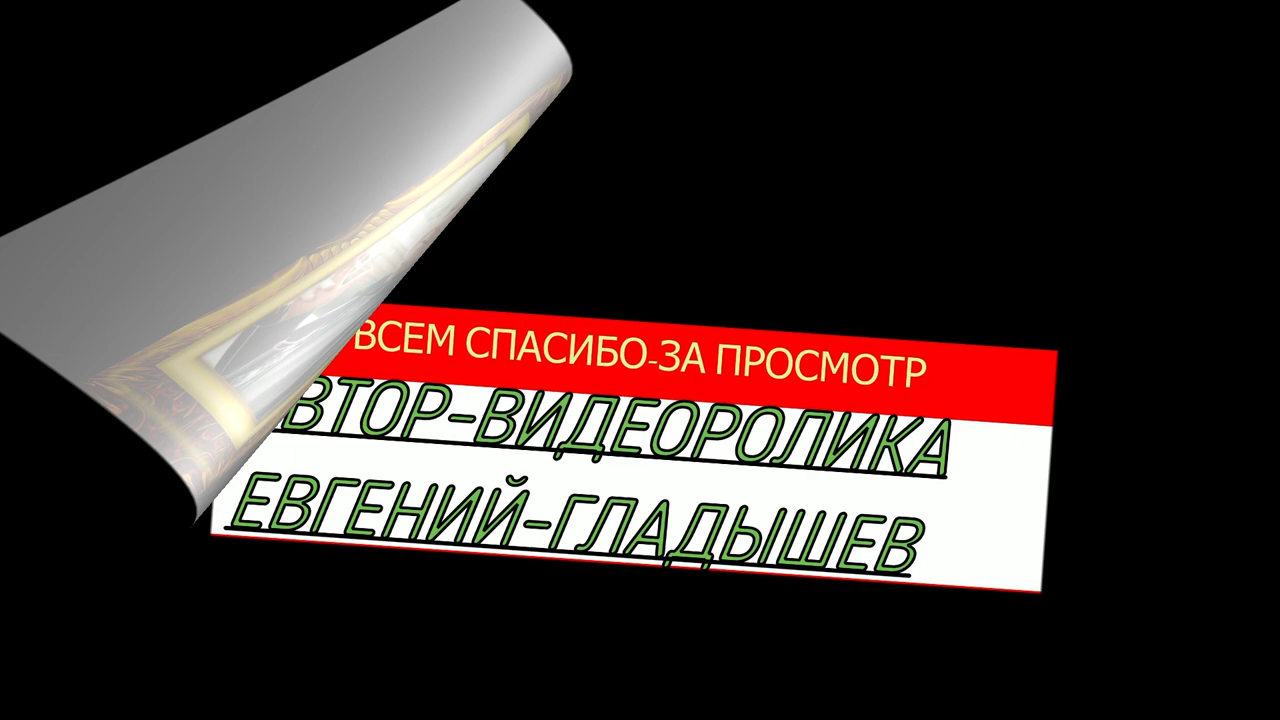 ВСЕМ СПАСИБО-ЗА ПРОСМОТР
ВТОР-ВИДЕОРОЛИКА
ЕВГЕНИЙ-ГЛАДЫШЕВ